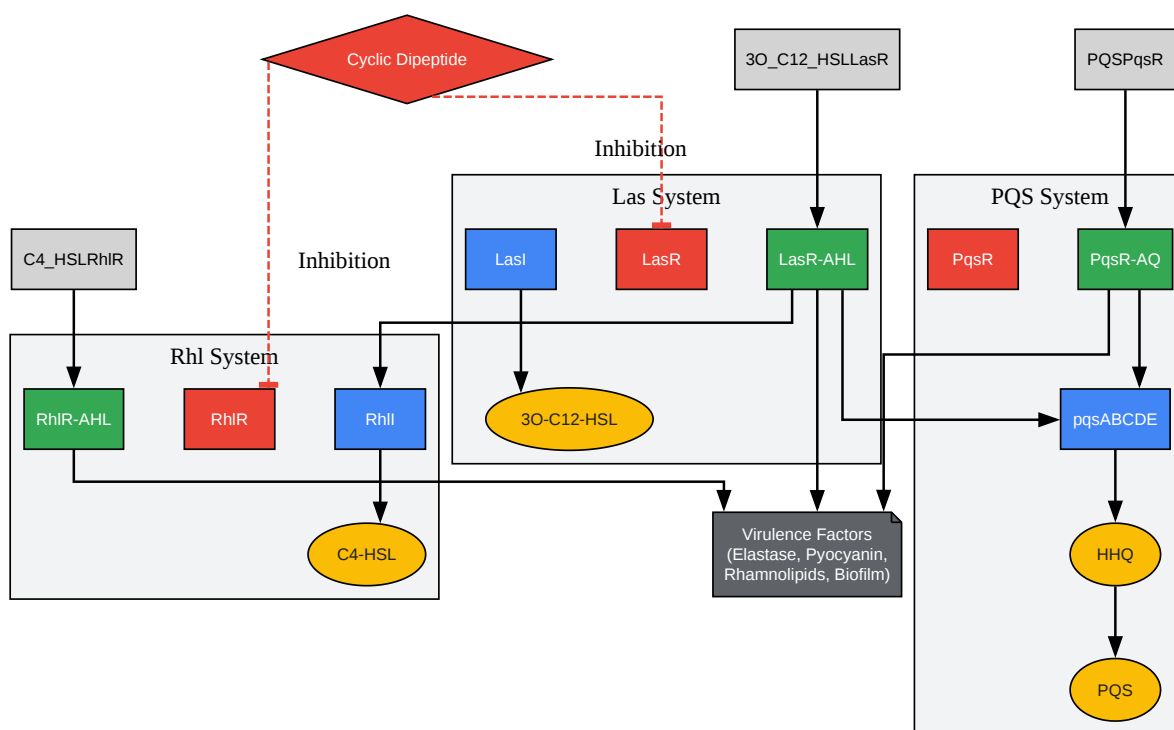 Cyclic Dipeptide
3O_C12_HSLLasR
PQSPqsR
Inhibition
Las System
PQS System
C4_HSLRhlR
Inhibition
LasI
LasR
LasR-AHL
PqsR
PqsR-AQ
Rhl System
RhlR-AHL
RhlR
RhlI
3O-C12-HSL
pqsABCDE
C4-HSL
Virulence Factors
(Elastase, Pyocyanin,
Rhamnolipids, Biofilm)
HHQ
PQS